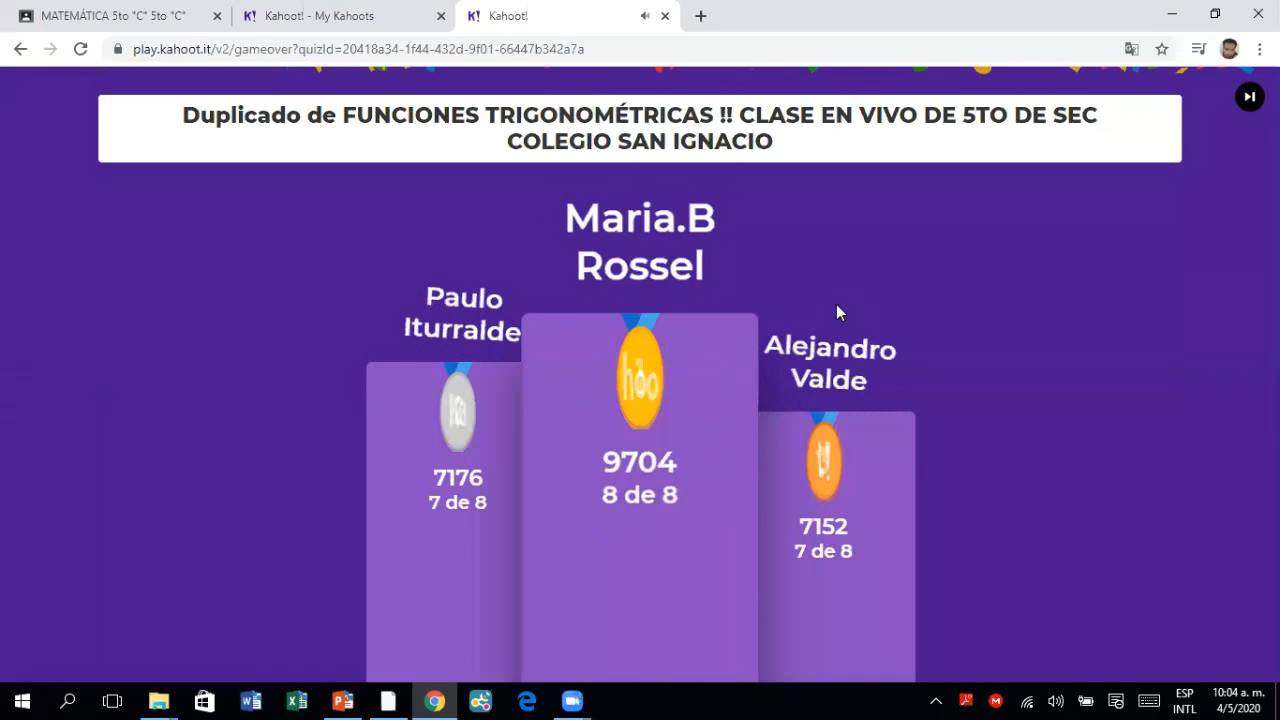 MATEMÁTICA 5to "C" 5to "C"
Kahoot! - My Kahoots
Kahoot!
play.kahoot.it/v2/gameover?quizId=20418a34-1f44-432d-9f01-66447b342a7a
Duplicado de FUNCIONES TRIGONOMÉTRICAS !! CLASE EN VIVO DE 5TO DE SEC
COLEGIO SAN IGNACIO
Maria.B
Rossel
Paulo
Iturralde
Alejandro
Valde
9704
8 de 8
7176
7 de 8
7152
7 de 8
ESP
INTL
10:04 a. m.
4/5/2020